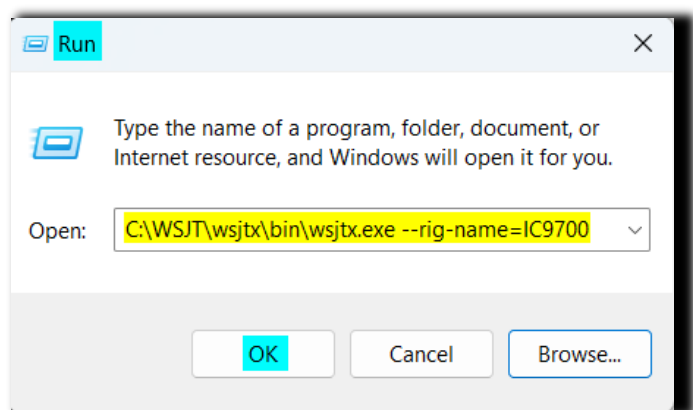 Run
Type the name of a program, folder, document, or
Internet resource, and Windows will open it for you.
Open: C:\WSJT\wsjtx\bin\wsjtx.exe --rig-name=IC9700
OK Cancel Browse...